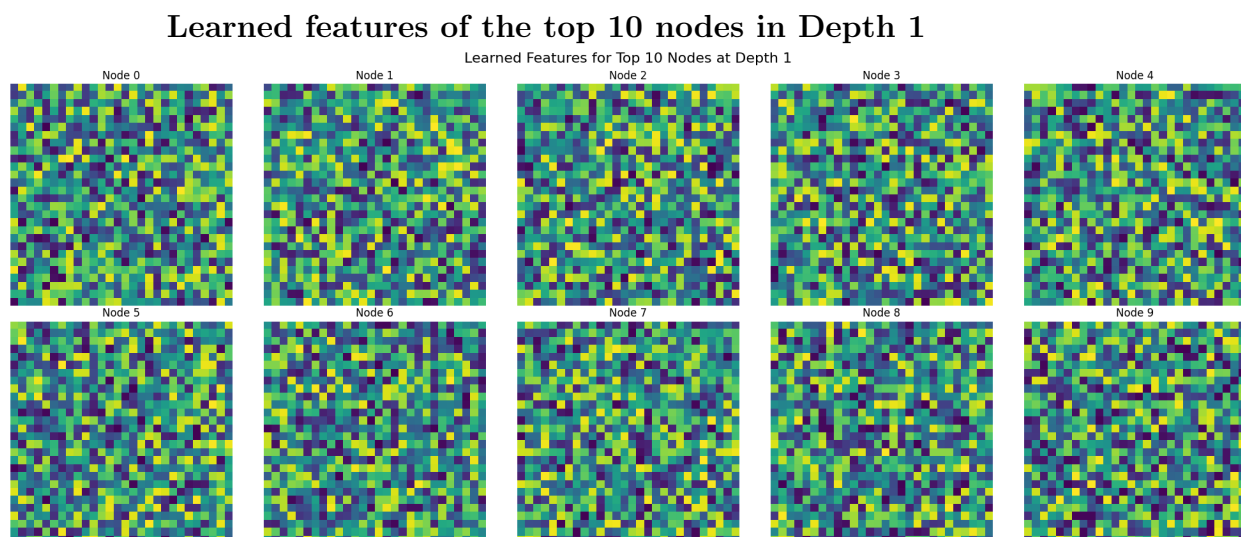 Learned features of the top 10 nodes in Depth 1
Learned Features for Top 10 Nodes at Depth 1
Node 0 Node 1 Node 2 Node 3 Node 4
Node 5 Node 6 Node 7 Node 8 Node 9